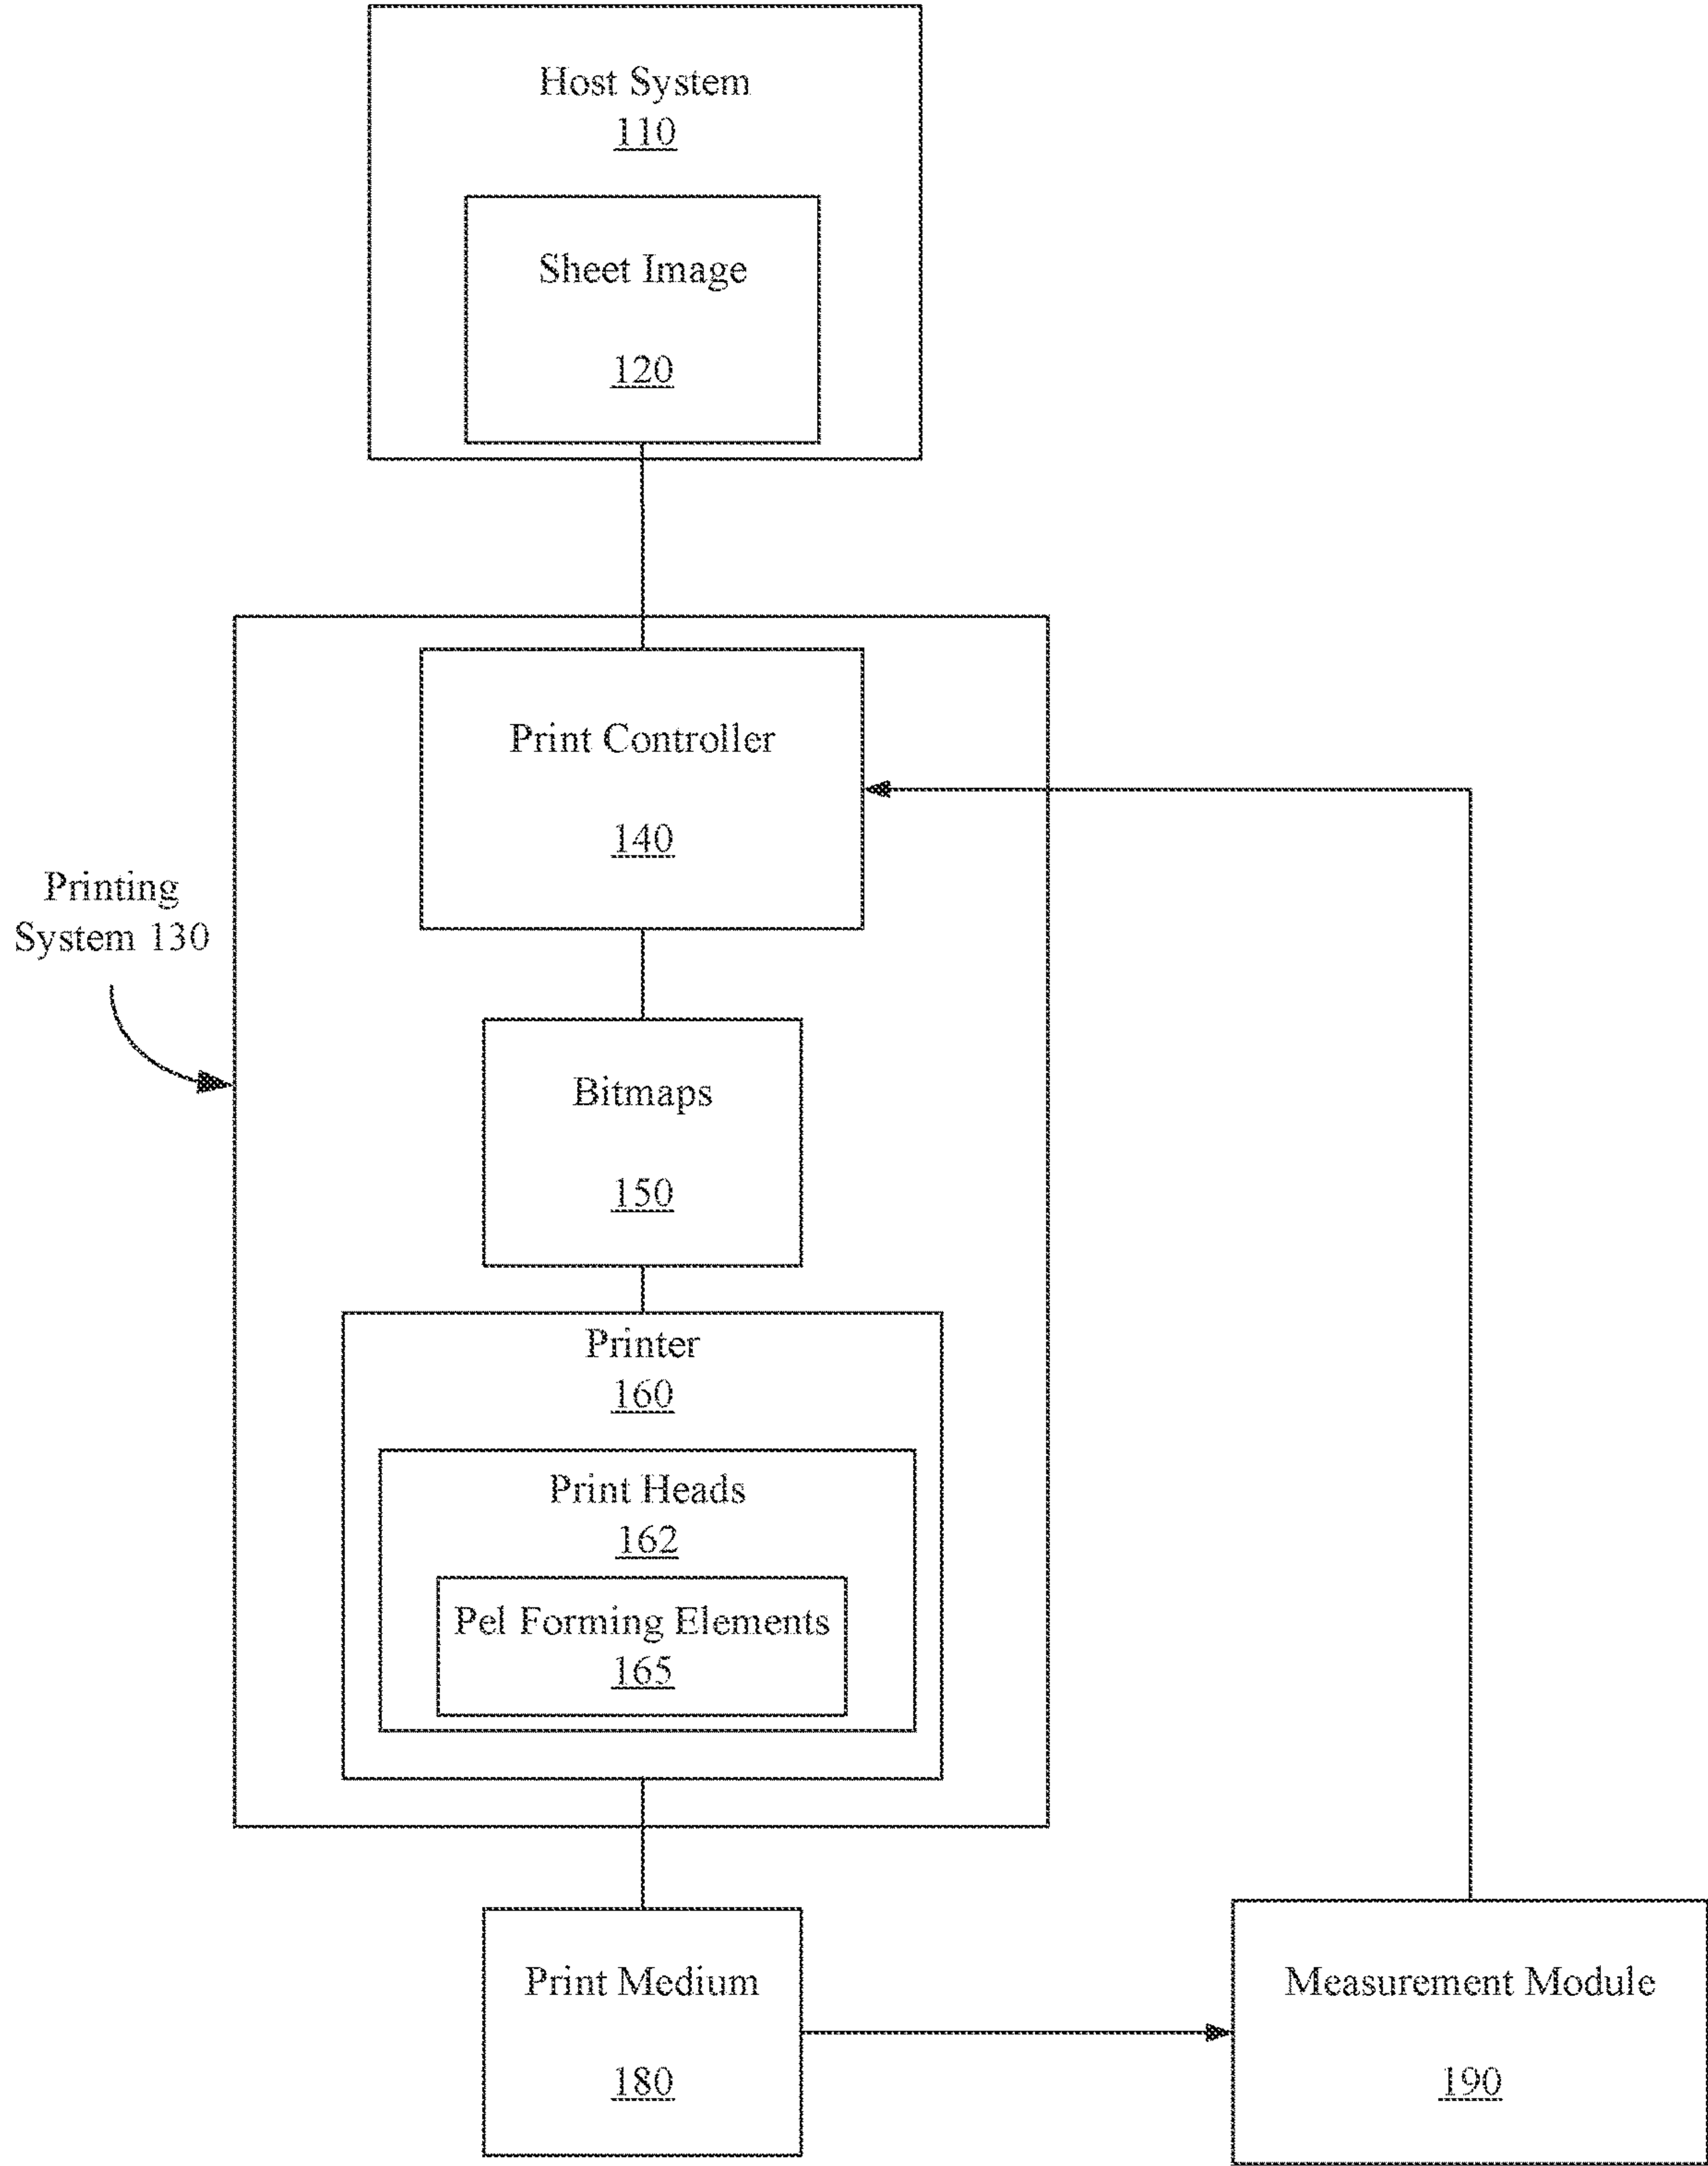 Host System
110
Sheet Image
120
Print Controller
140
Printing
System 130
Bitmaps
150
Printer
160
Print Heads
162
Pel Forming Elements
165
Print Medium
180
Measurement Module
190